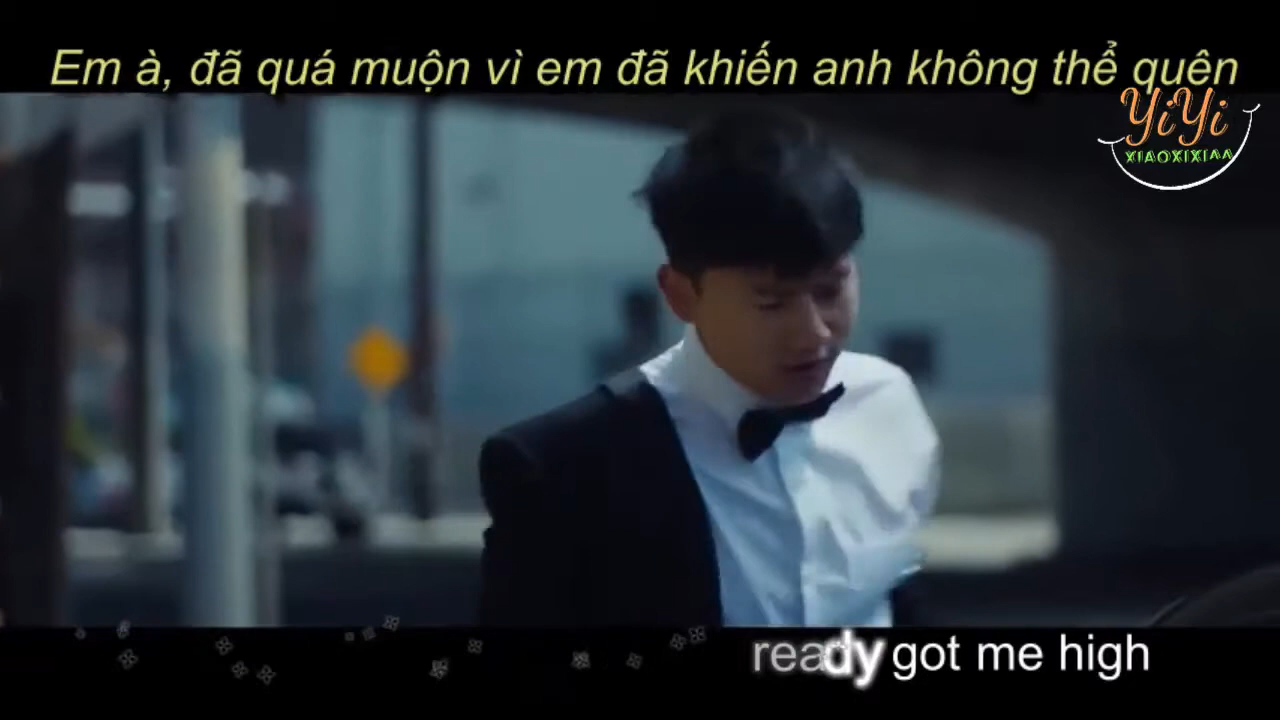 Em à, đã quá muộn vì em đã khiến anh không thể quên
YiYi
XIAOXIXIAA
ready got me high